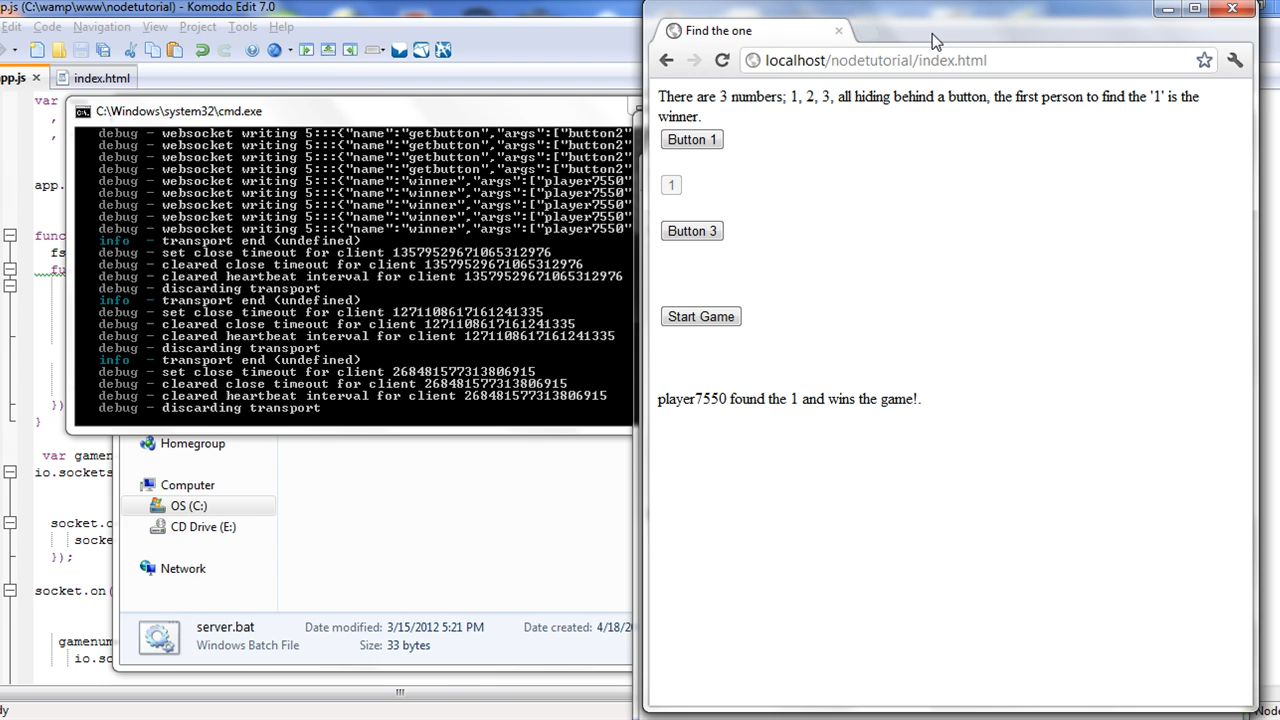 p.js (C:\wamp\www\nodetutorial) - Komodo Edit 7.0
Edit Code Navigation View Project Tools Help
pp.js index.html
var
,
,
app.
func
fs
fu
})
}
var gamenu
io.sockets
socket.o
socke
});
socket.on(
gamenum
io.so
C:\Windows\system32\cmd.exe
debug - websocket writing 5:::{"name":"getbutton","args":["button2"
debug - websocket writing 5:::{"name":"getbutton","args":["button2"
debug - websocket writing 5:::{"name":"getbutton","args":["button2"
debug - websocket writing 5:::{"name":"getbutton","args":["button2"
debug - websocket writing 5:::{"name":"winner","args":["player7550"
debug - websocket writing 5:::{"name":"winner","args":["player7550"
debug - websocket writing 5:::{"name":"winner","args":["player7550"
debug - websocket writing 5:::{"name":"winner","args":["player7550"
debug - websocket writing 5:::{"name":"winner","args":["player7550"
info - transport end (undefined)
debug - set close timeout for client 13579529671065312976
debug - cleared close timeout for client 13579529671065312976
debug - cleared heartbeat interval for client 13579529671065312976
debug - discarding transport
info - transport end (undefined)
debug - set close timeout for client 1271108617161241335
debug - cleared close timeout for client 1271108617161241335
debug - cleared heartbeat interval for client 1271108617161241335
debug - discarding transport
info - transport end (undefined)
debug - set close timeout for client 268481577313806915
debug - cleared close timeout for client 268481577313806915
debug - cleared heartbeat interval for client 268481577313806915
debug - discarding transport
Homegroup
Computer
OS (C:)
CD Drive (E:)
Network
server.bat Date modified: 3/15/2012 5:21 PM Date created: 4/18/20
Windows Batch File Size: 33 bytes
Find the one
localhost/nodetutorial/index.html
There are 3 numbers; 1, 2, 3, all hiding behind a button, the first person to find the '1' is the
winner.
Button 1
1
Button 3
Start Game
player7550 found the 1 and wins the game!.